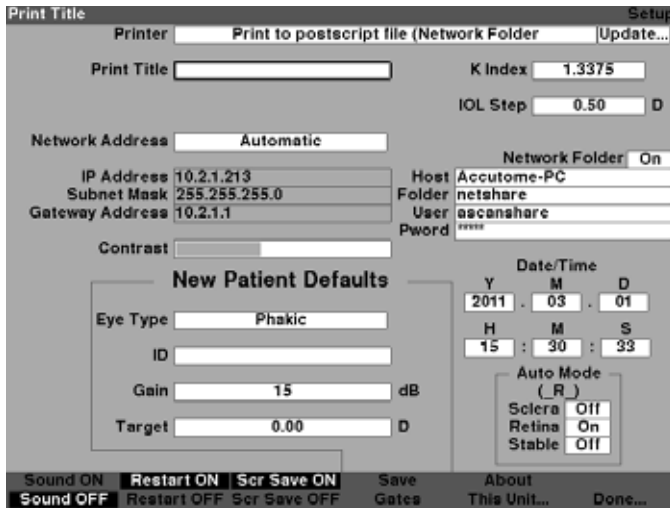 Print Title Setup
Printer Print to postscript file (Network Folder Update...
Print Title K Index 1.3375
IOL Step 0.50 D
Network Address Automatic
Network Folder On
IP Address 10.2.1.213 Host Accutome-PC
Subnet Mask 255.255.255.0 Folder netshare
Gateway Address 10.2.1.1 User ascanshare
Pword *****
Contrast
Date/Time
New Patient Defaults
Y M D
2011 . 03 . 01
Eye Type Phakic
H M S
15 : 30 : 33
ID
Auto Mode
(_R_)
Gain 15 dB
Sclera Off
Retina On
Target 0.00 D
Stable Off
Sound ON Restart ON Scr Save ON Save About
Sound OFF Restart OFF Scr Save OFF Gates This Unit... Done...